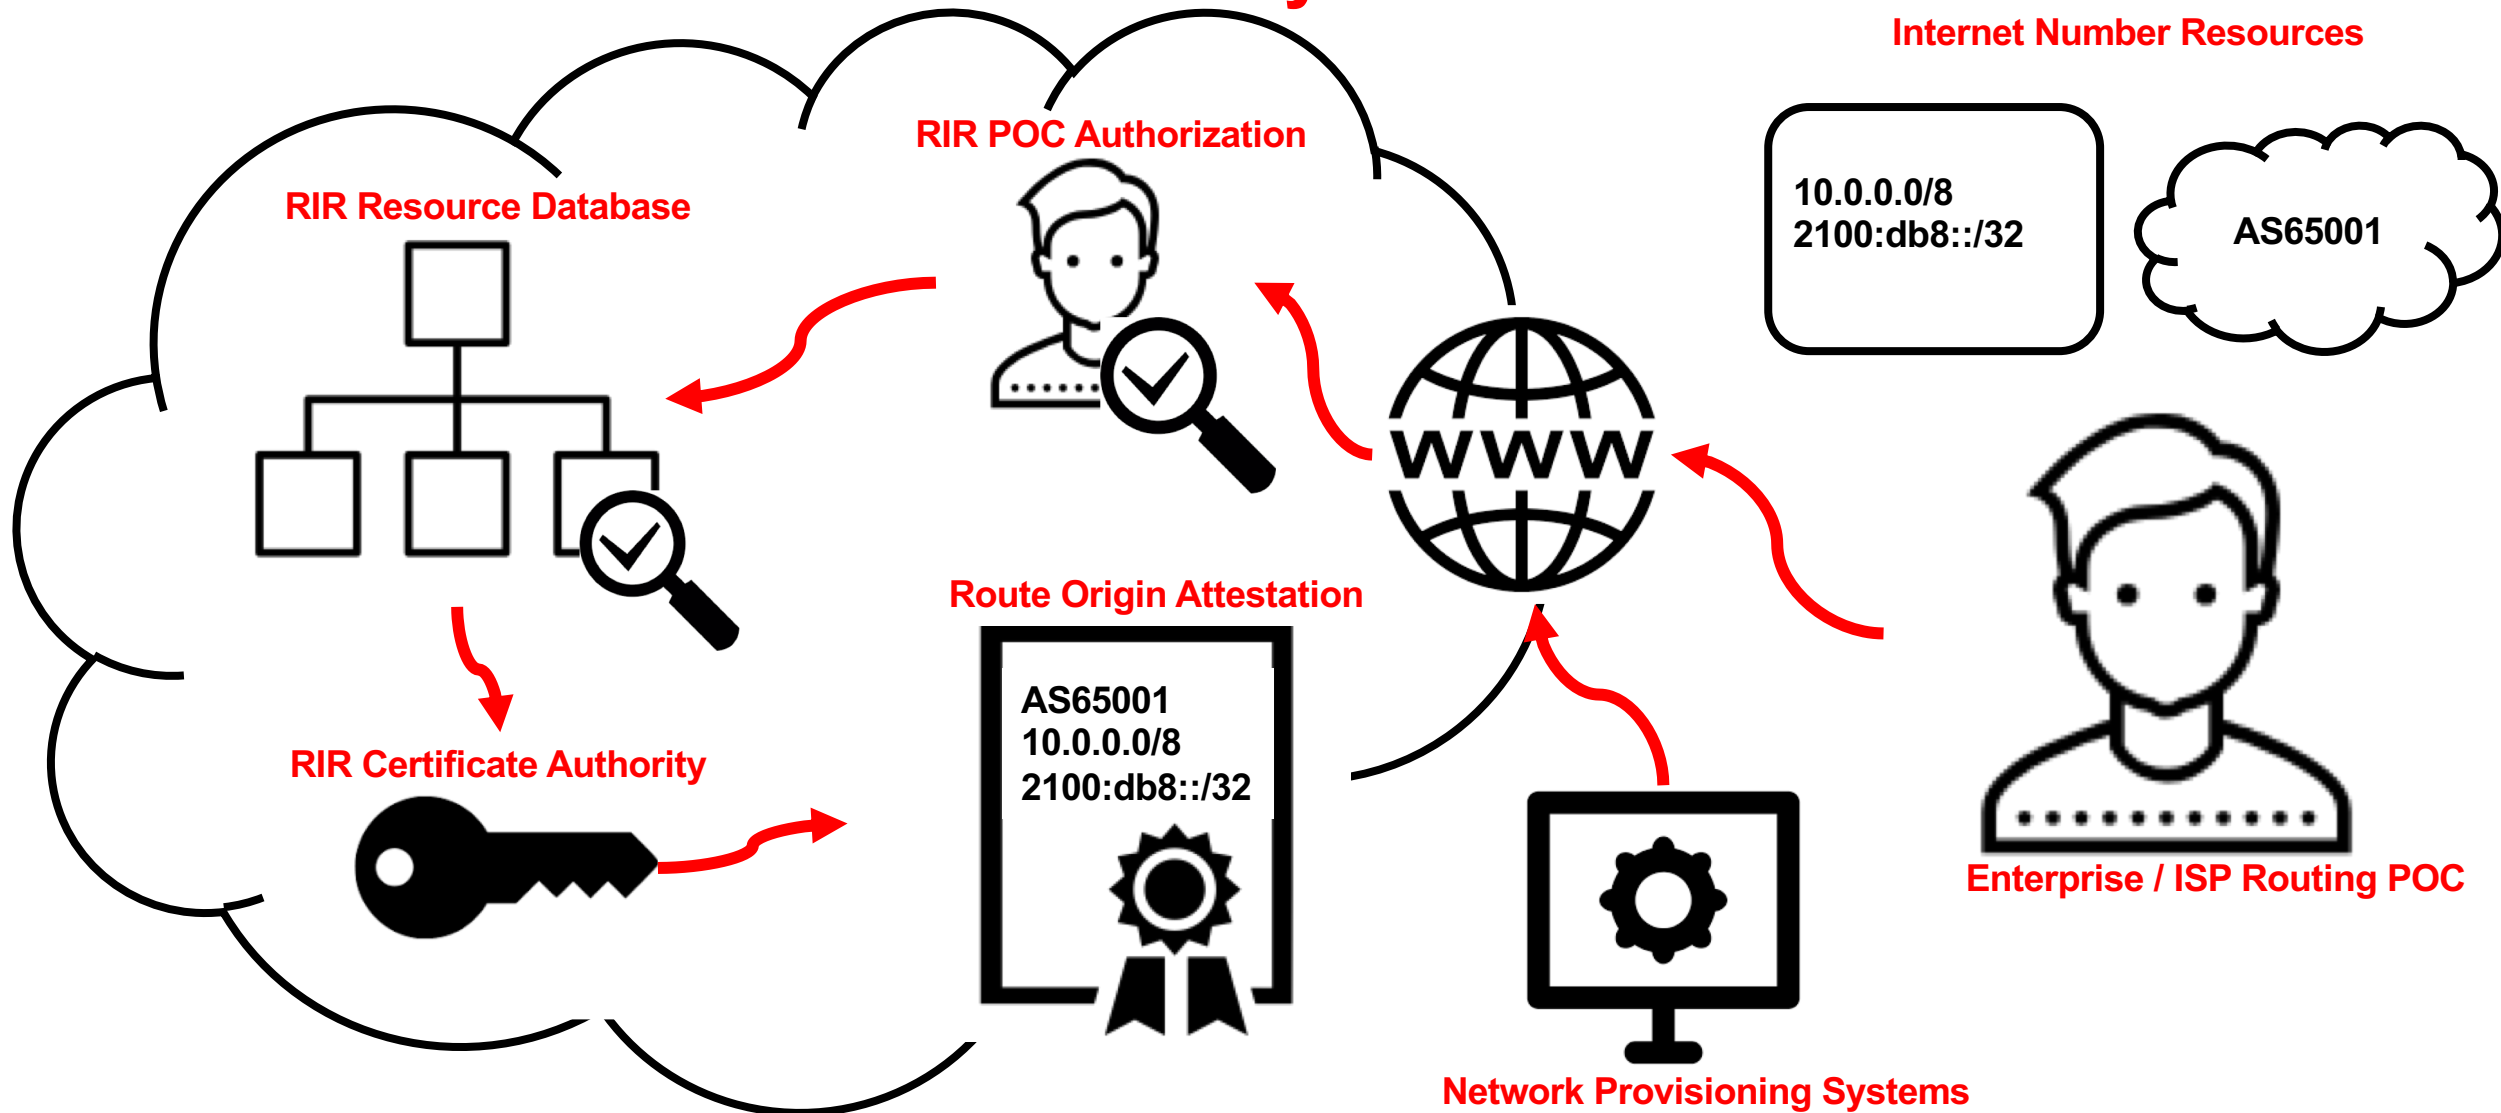 Internet Number Resources
RIR POC Authorization
RIR Resource Database
10.0.0.0/8
2100:db8::/32
AS65001
WWW
Route Origin Attestation
AS65001
10.0.0.0/8
2100:db8::/32
RIR Certificate Authority
Enterprise / ISP Routing POC
Network Provisioning Systems